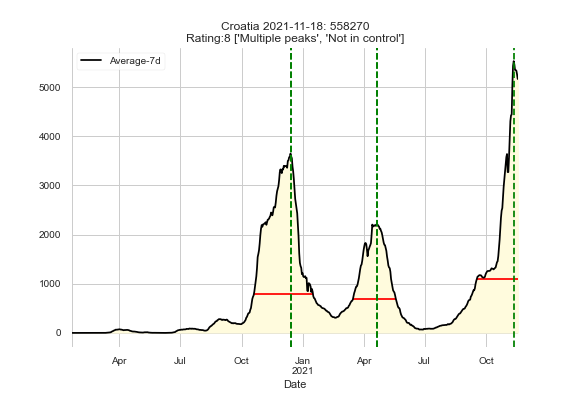 Croatia 2021-11-18: 558270
Rating:8 ['Multiple peaks', 'Not in control']
Average-7d
5000
4000
3000
2000
1000
0
Apr Jul Oct Jan Apr Jul Oct
2021
Date